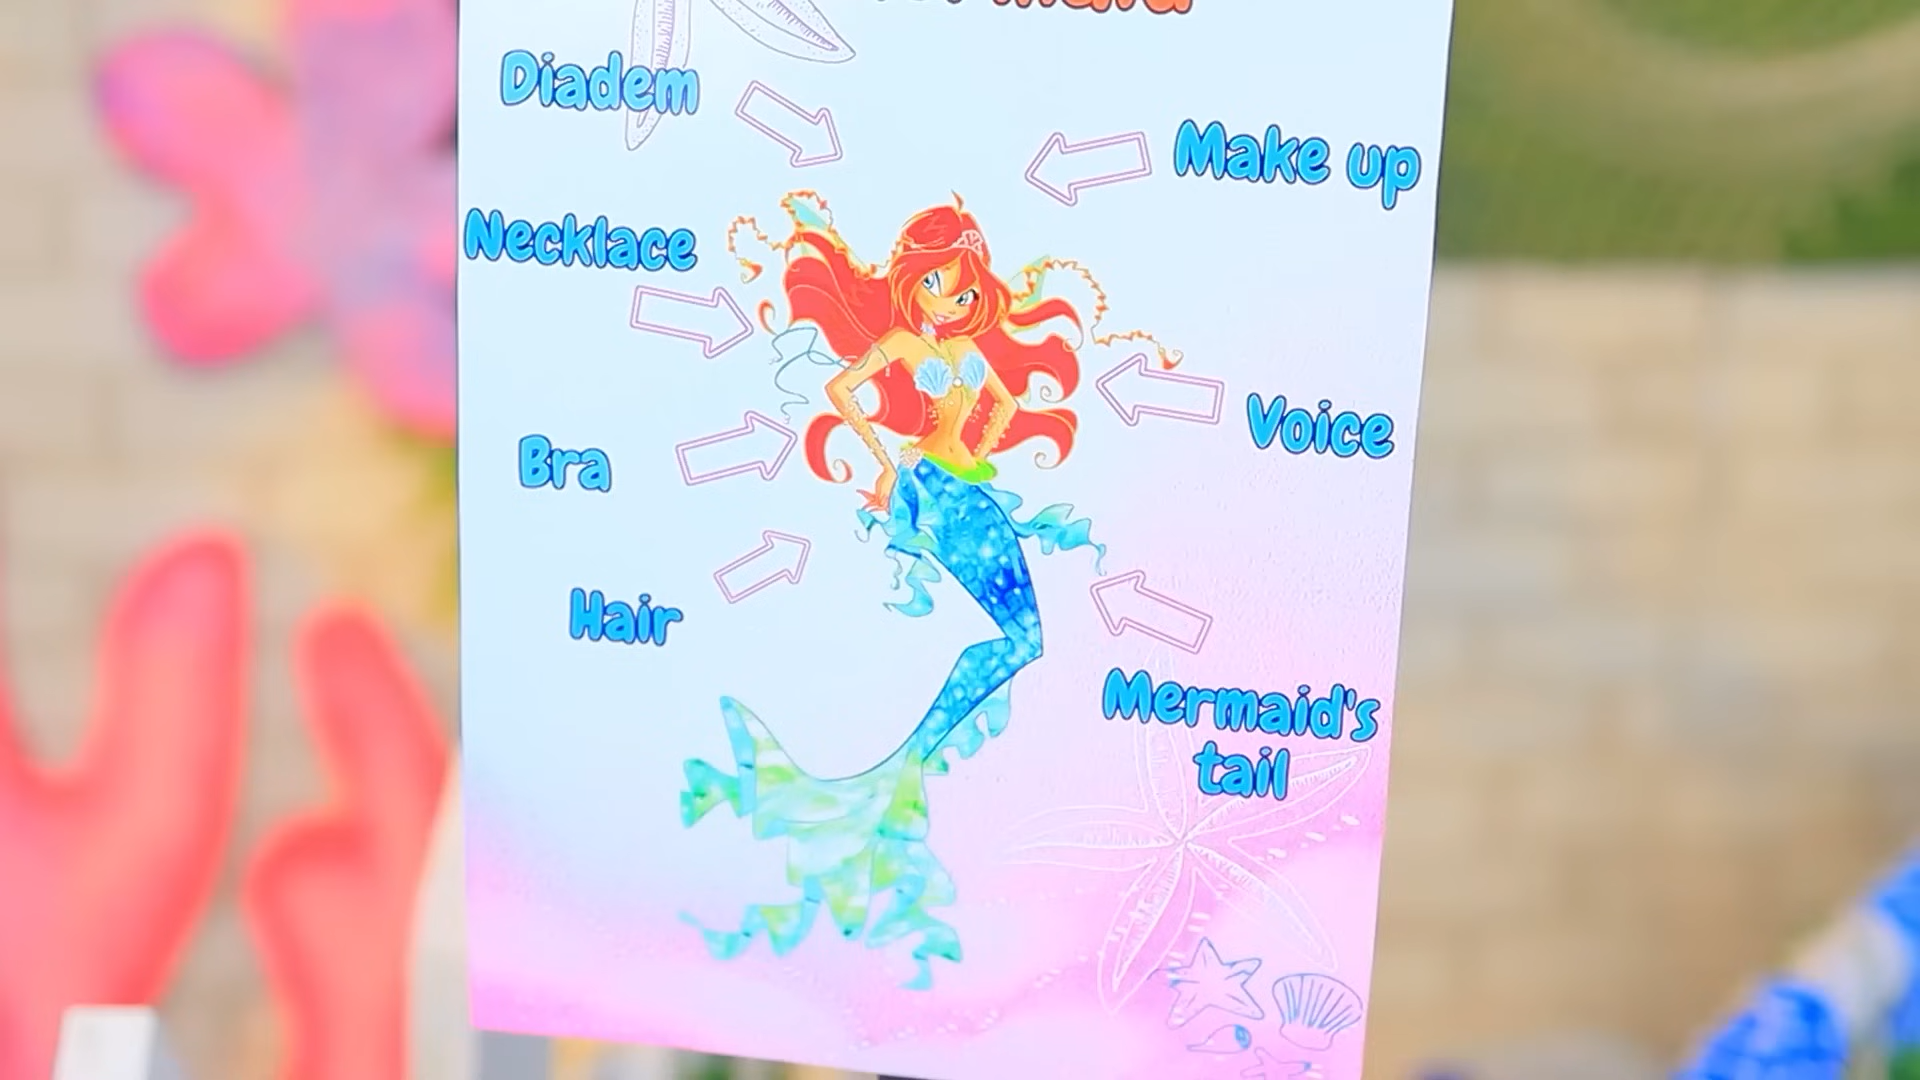 Diadem
Make up
Necklace
Voice
Bra
Hair
Mermaid's
tail